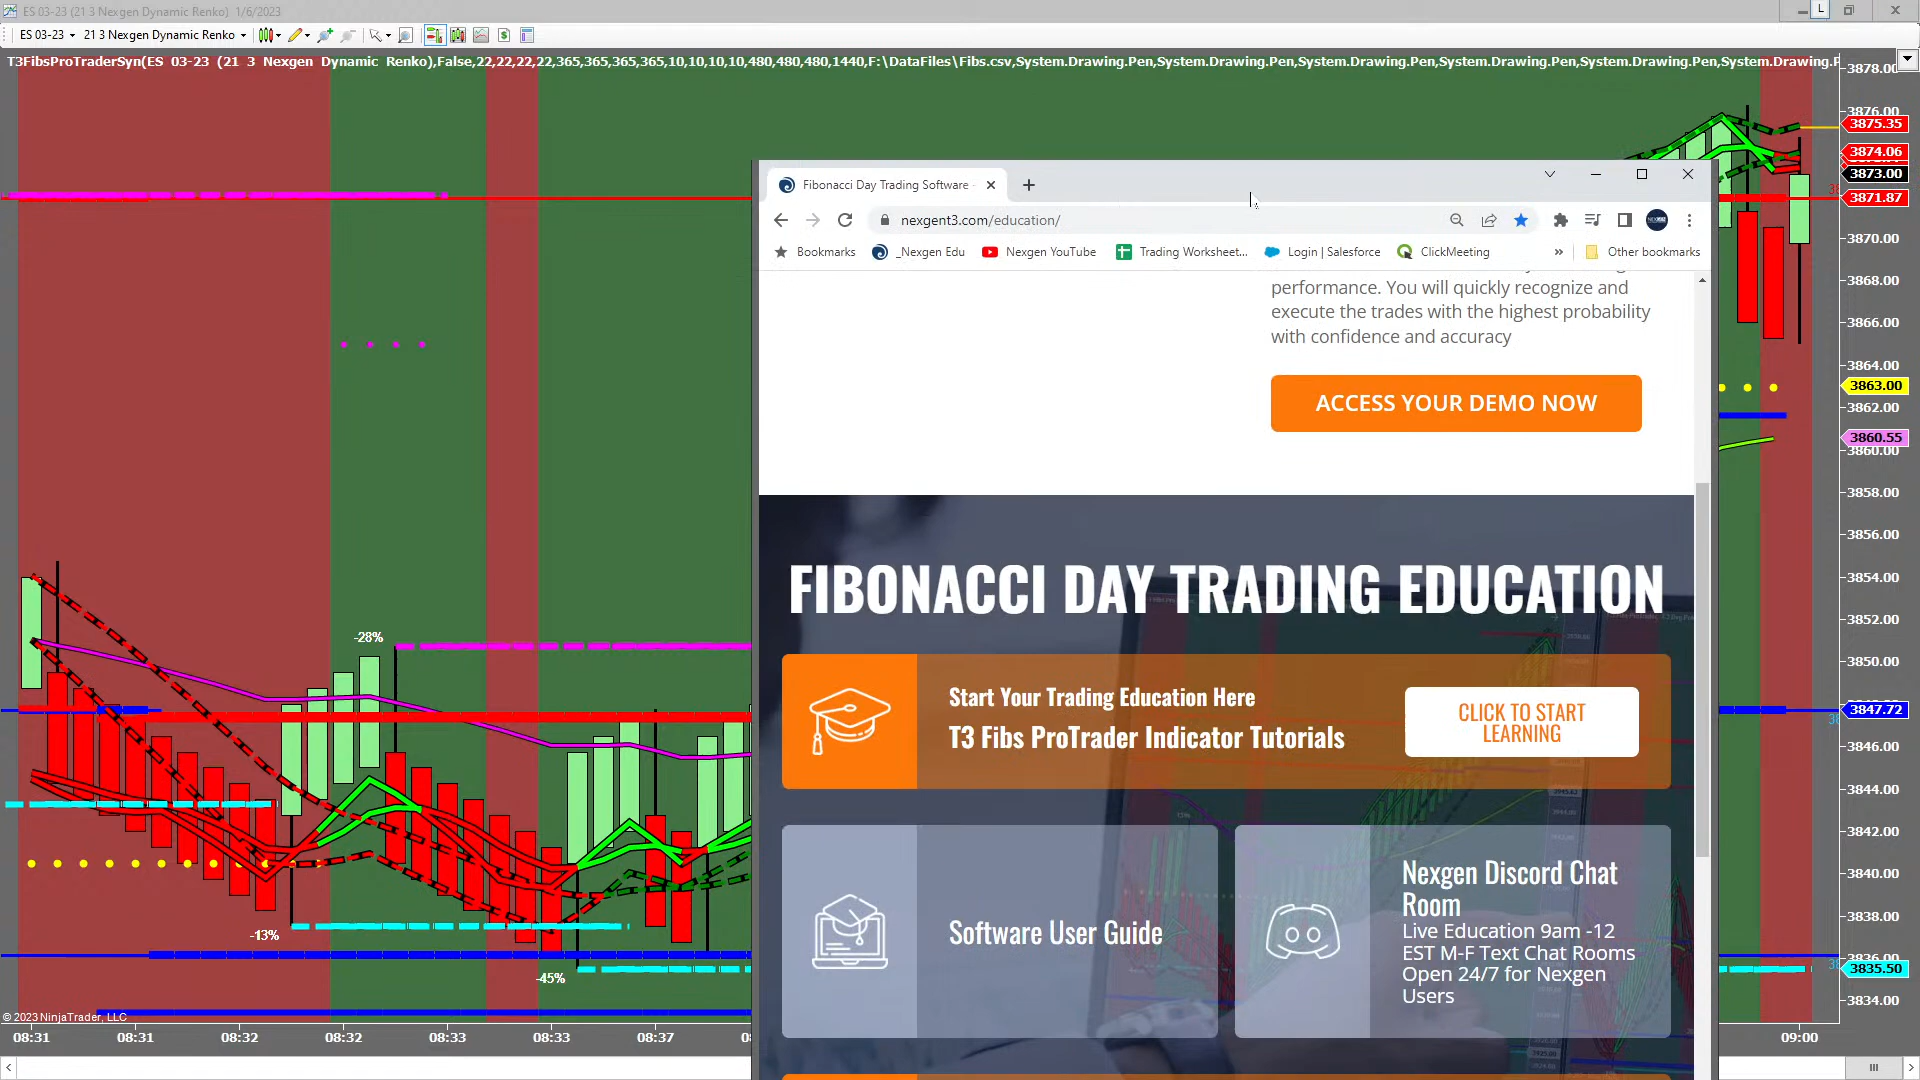 ES 03-23 (21 3 Nexgen Dynamic Renko) 1/6/2023
L
ES 03-23 21 3 Nexgen Dynamic Renko
T3FibsProTraderSyn(ES 03-23 (21 3 Nexgen Dynamic Renko),False,22,22,22,22,365,365,365,365,10,10,10,10,480,480,480,1440,F:\DataFiles\Fibs.csv,System.Drawing.Pen,System.Drawing.Pen,System.Drawing.Pen,System.Drawing.Pen,System.Drawing.Pen,System.Drawing.
3878.00
3876.00
3875.35
3874.06
3873.00
3871.87
3870.00
3868.00
3866.00
3864.00
3863.00
3862.00
3860.55
3860.00
3858.00
3856.00
3854.00
3852.00
3850.00
3847.72
3846.00
3844.00
3842.00
3840.00
3838.00
3836.00
3835.50
3834.00
Fibonacci Day Trading Software
nexgent3.com/education/
Bookmarks _Nexgen Edu Nexgen YouTube Trading Worksheet... Login | Salesforce ClickMeeting » Other bookmarks
performance. You will quickly recognize and
execute the trades with the highest probability
with confidence and accuracy
ACCESS YOUR DEMO NOW
FIBONACCI DAY TRADING EDUCATION
Start Your Trading Education Here
T3 Fibs ProTrader Indicator Tutorials
CLICK TO START
LEARNING
Software User Guide
Nexgen Discord Chat
Room
Live Education 9am -12
EST M-F Text Chat Rooms
Open 24/7 for Nexgen
Users
-28%
-13%
-45%
© 2023 NinjaTrader, LLC
08:31 08:31 08:32 08:32 08:33 08:33 08:37 09:00